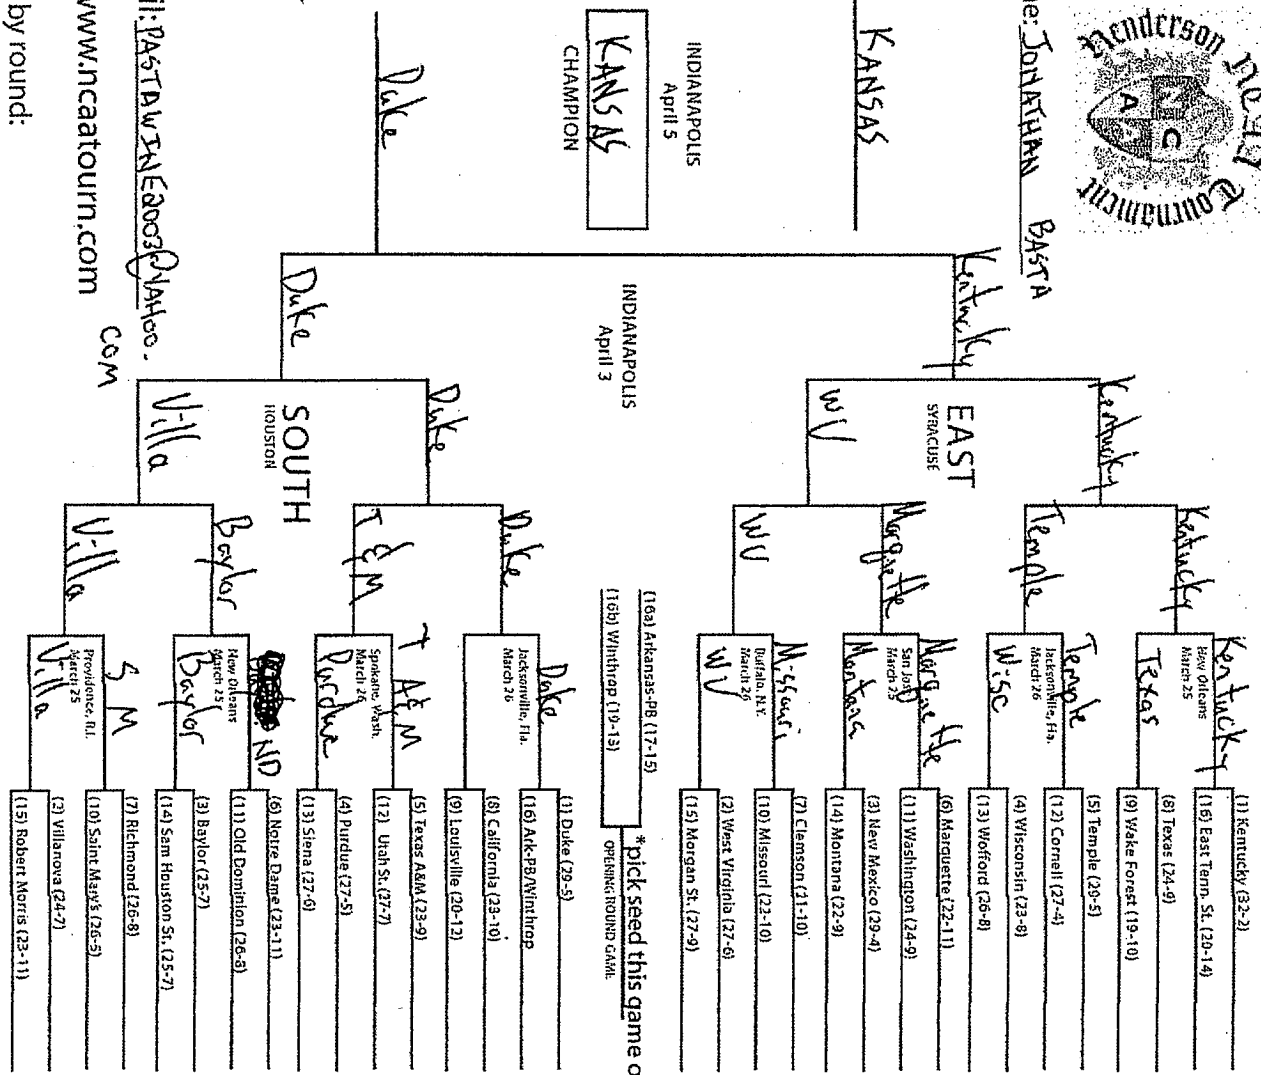 Henderson
Tournament
NCAA
e: JONATHAN BASTA
KANSAS
INDIANAPOLIS
April 5
KANSAS
CHAMPION
Duke
il: PASTAWINE2003@YAHOO.
COM
www.ncaatourn.com
by round:
Kentucky
INDIANAPOLIS
April 3
Duke
Kentucky
EAST
SYRACUSE
WV
Duke
SOUTH
HOUSTON
Villa
Kentucky
Temple
Marquette
WV
Duke
T & M
Baylor
Villa
Kentucky
New Orleans
March 25
Texas
Temple
Jacksonville, Fla.
March 26
Wisc
Marquette
San Jose
March 25
Montana
Missouri
Buffalo, N.Y.
March 26
WV
(16a) Arkansas-PB (17-15)
(16b) Winthrop (19-13)
Duke
Jacksonville, Fla.
March 26
T A&M
Spokane, Wash.
March 26
Purdue
ND
New Orleans
March 25
Baylor
S M
Providence, R.I.
March 25
Villa
(1) Kentucky (32-2)
(16) East Tenn. St. (20-14)
(8) Texas (24-9)
(9) Wake Forest (19-10)
(5) Temple (29-5)
(12) Cornell (27-4)
(4) Wisconsin (23-8)
(13) Wofford (26-8)
(6) Marquette (22-11)
(11) Washington (24-9)
(3) New Mexico (29-4)
(14) Montana (22-9)
(7) Clemson (21-10)
(10) Missouri (22-10)
(2) West Virginia (27-6)
(15) Morgan St. (27-9)
*pick seed this game o
OPENING ROUND GAME
(1) Duke (29-5)
(16) Ark-PB/Winthrop
(8) California (23-10)
(9) Louisville (20-12)
(5) Texas A&M (23-9)
(12) Utah St. (27-7)
(4) Purdue (27-5)
(13) Siena (27-6)
(6) Notre Dame (23-11)
(11) Old Dominion (26-8)
(3) Baylor (25-7)
(14) Sam Houston St. (25-7)
(7) Richmond (26-8)
(10) Saint Mary's (26-5)
(2) Villanova (24-7)
(15) Robert Morris (23-11)